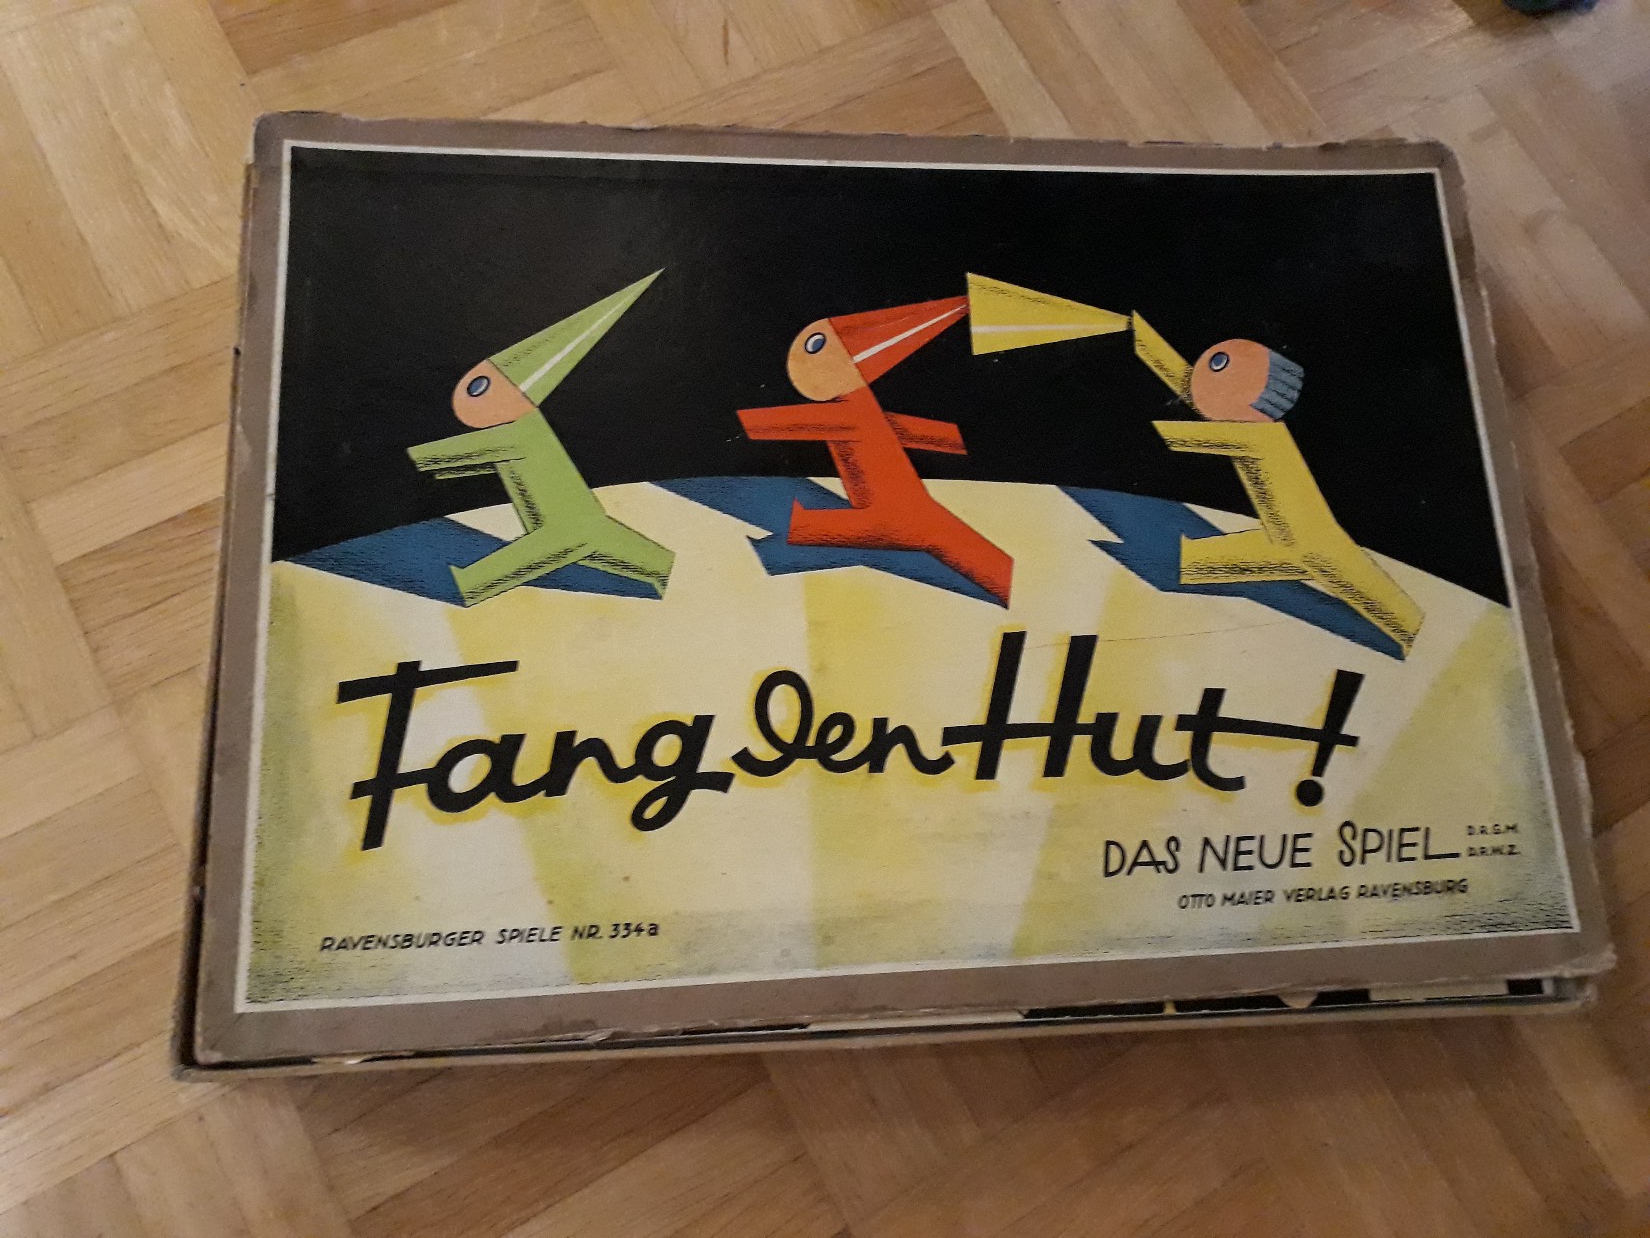 Fang den Hut!
DAS NEUE SPIEL
D.R.G.M.
D.R.W.Z.
OTTO MAIER VERLAG RAVENSBURG
RAVENSBURGER SPIELE NR. 334a